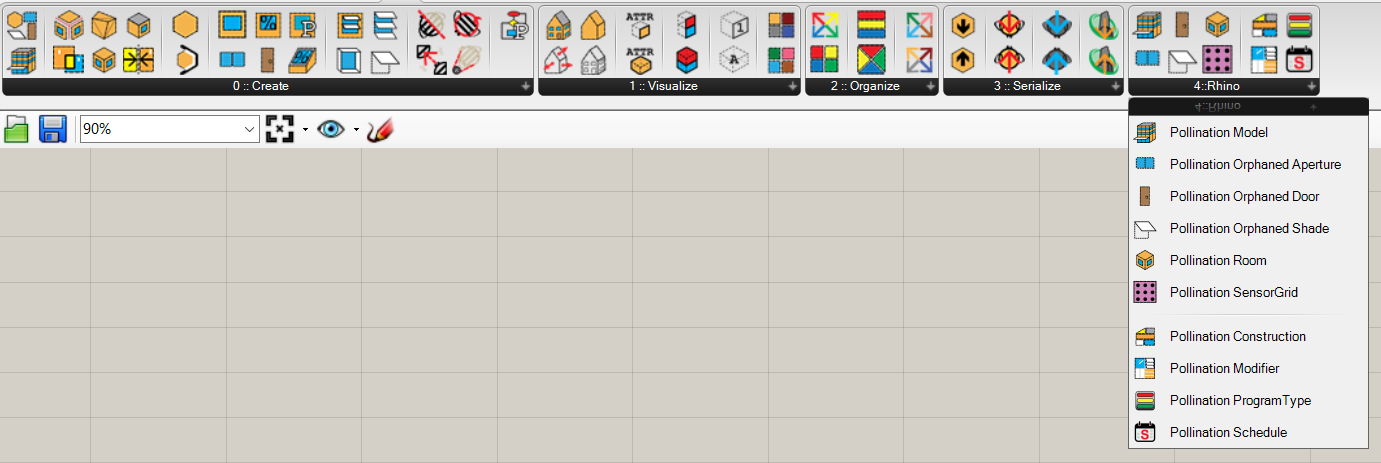 ATTR
ATTR
0 :: Create
1 :: Visualize
2 :: Organize
3 :: Serialize
4::Rhino
4::Rhino
90%
Pollination Model
Pollination Orphaned Aperture
Pollination Orphaned Door
Pollination Orphaned Shade
Pollination Room
Pollination SensorGrid
Pollination Construction
Pollination Modifier
Pollination ProgramType
Pollination Schedule